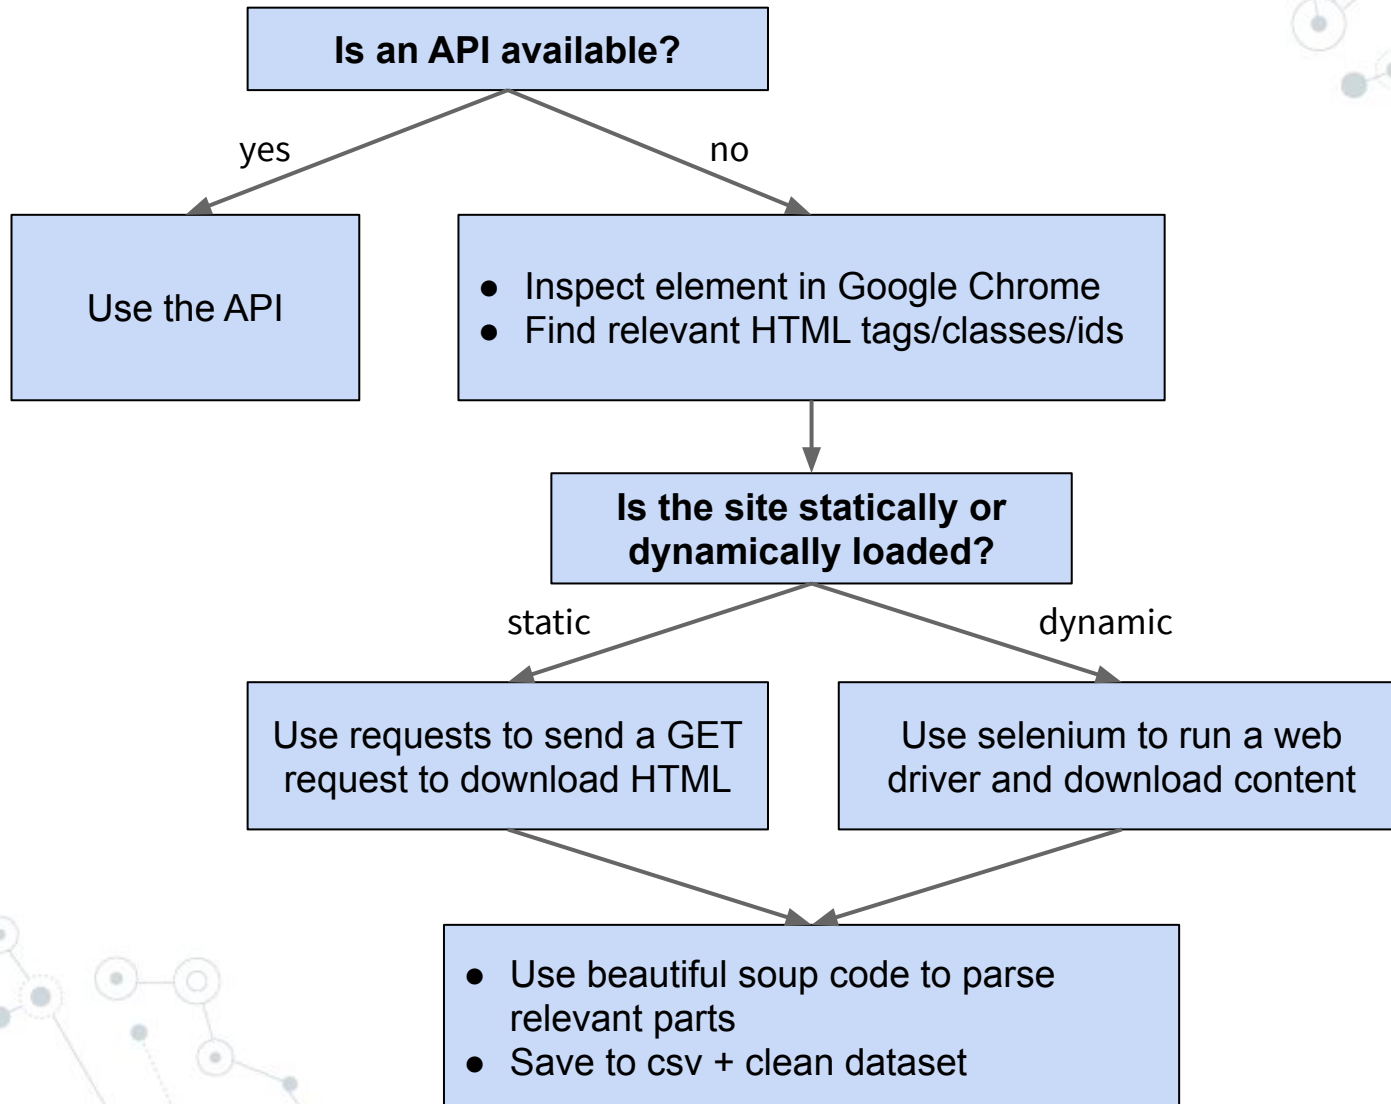 Is an API available?
yes
no
Use the API
● Inspect element in Google Chrome
● Find relevant HTML tags/classes/ids
Is the site statically or
dynamically loaded?
static
dynamic
Use requests to send a GET
request to download HTML
Use selenium to run a web
driver and download content
● Use beautiful soup code to parse
relevant parts
● Save to csv + clean dataset